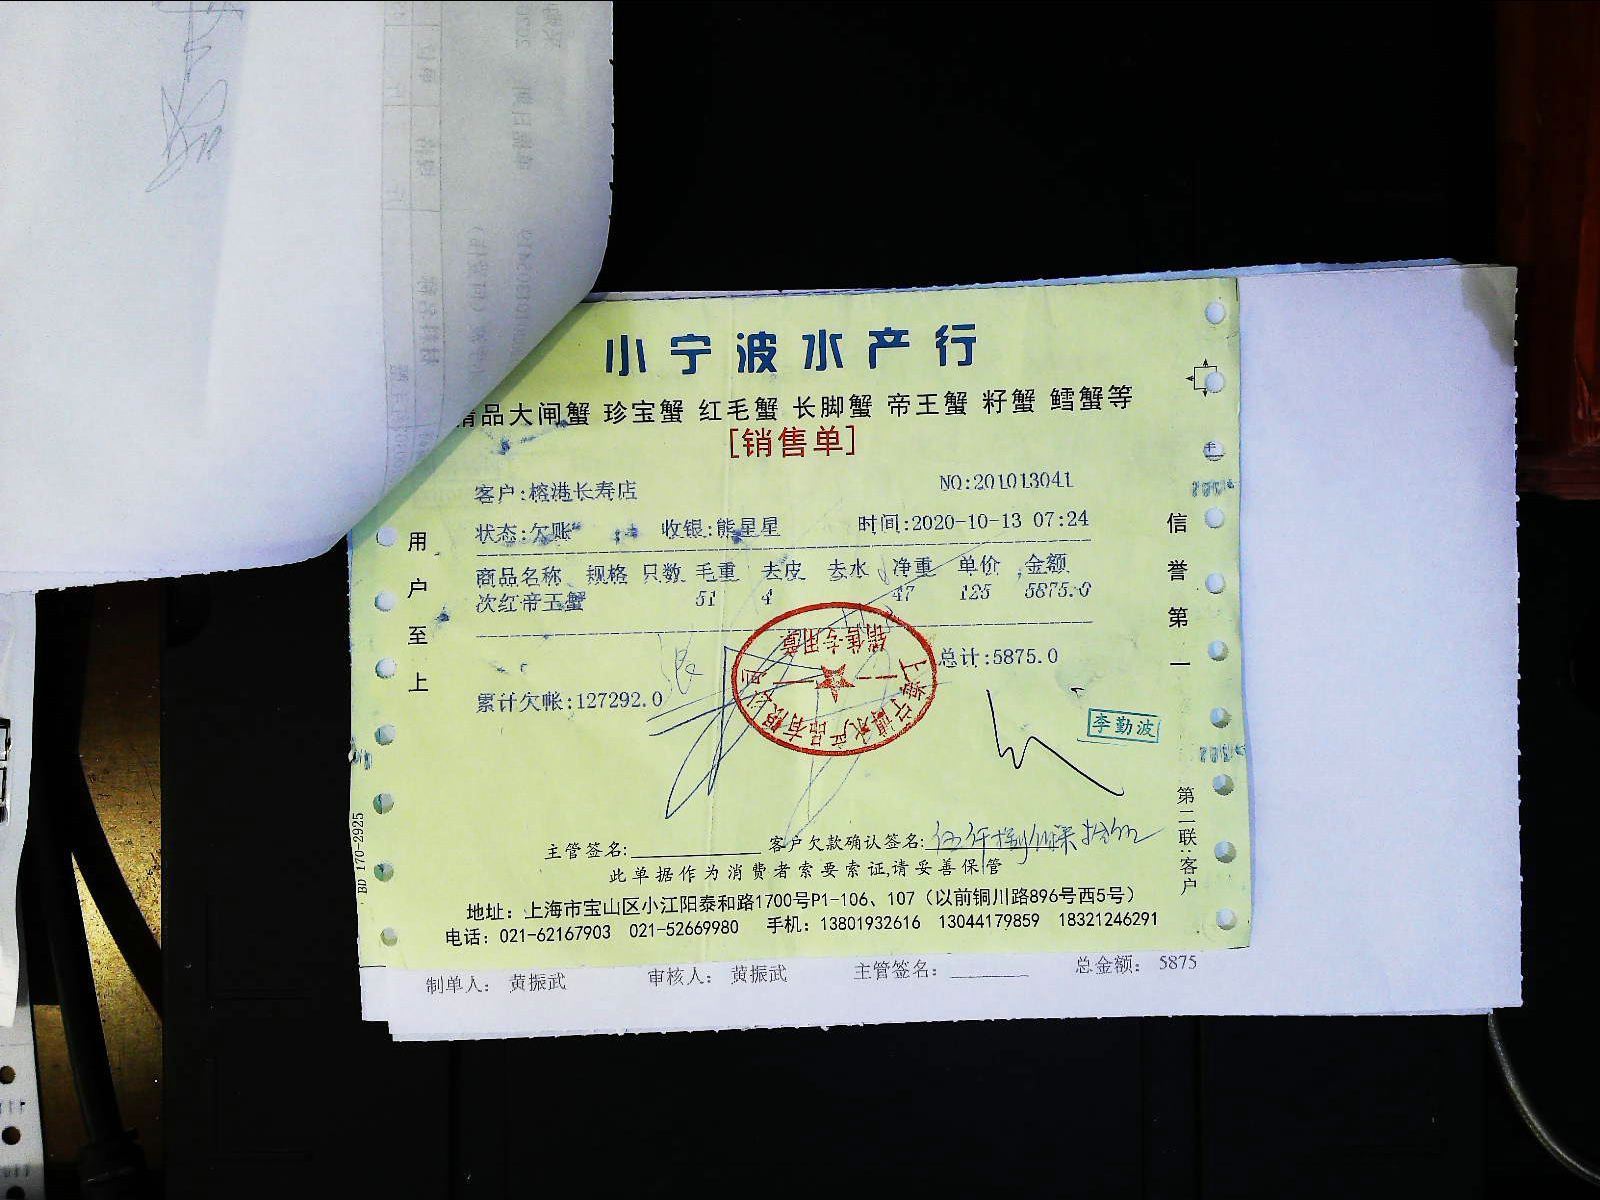 小宁波水产行
精品大闸蟹 珍宝蟹 红毛蟹 长脚蟹 帝王蟹 籽蟹 鳕蟹等
[销售单]
客户:榕港长寿店 NO:201013041
状态:欠账 收银:熊星星 时间:2020-10-13 07:24
商品名称 规格 只数 毛重 去皮 去水 净重 单价 金额
次红帝王蟹 51 4 47 125 5875.0
总计:5875.0
累计欠帐:127292.0
用户至上
信誉第一
李勤波
销售专用章
第二联:客户
BD 170-2925
主管签名: 客户欠款确认签名:
此单据作为消费者索要索证,请妥善保管
地址：上海市宝山区小江阳泰和路1700号P1-106、107（以前铜川路896号西5号）
电话：021-62167903 021-52669980 手机：13801932616 13044179859 18321246291
制单人： 黄振武 审核人： 黄振武 主管签名： 总金额： 5875